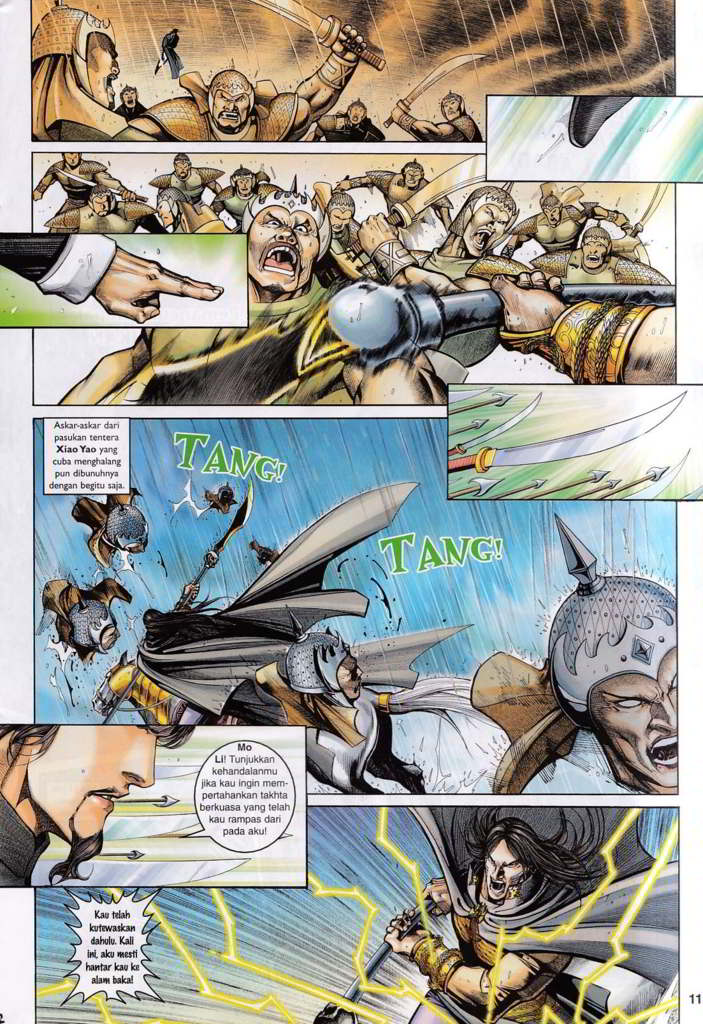 Askar-askar dari
pasukan tentera
Xiao Yao yang
cuba menghalang
pun dibunuhnya
dengan begitu saja.
TANG!
TANG!
Mo
Li! Tunjukkan
kehandalanmu
jika kau ingin mem-
pertahankan takhta
berkuasa yang telah
kau rampas dari
pada aku!
Kau telah
kutewaskan
dahulu. Kali
ini, aku mesti
hantar kau ke
alam baka!
11